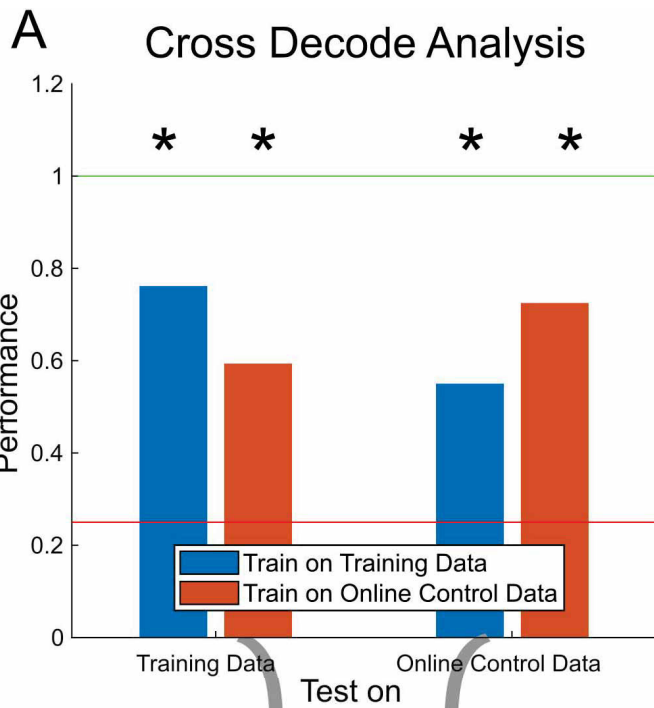 A
Cross Decode Analysis
1.2
1
0.8
0.6
0.4
0.2
0
Performance
* * * *
Train on Training Data
Train on Online Control Data
Training Data Online Control Data
Test on